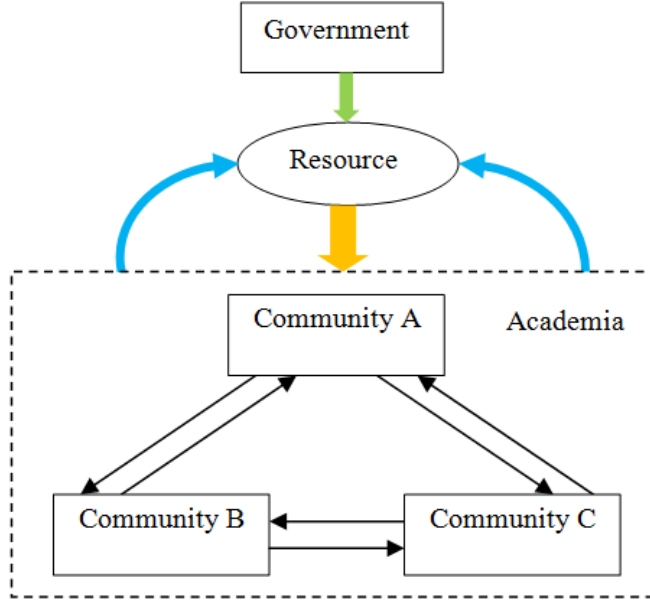 Government
Resource
Community A
Academia
Community B
Community C